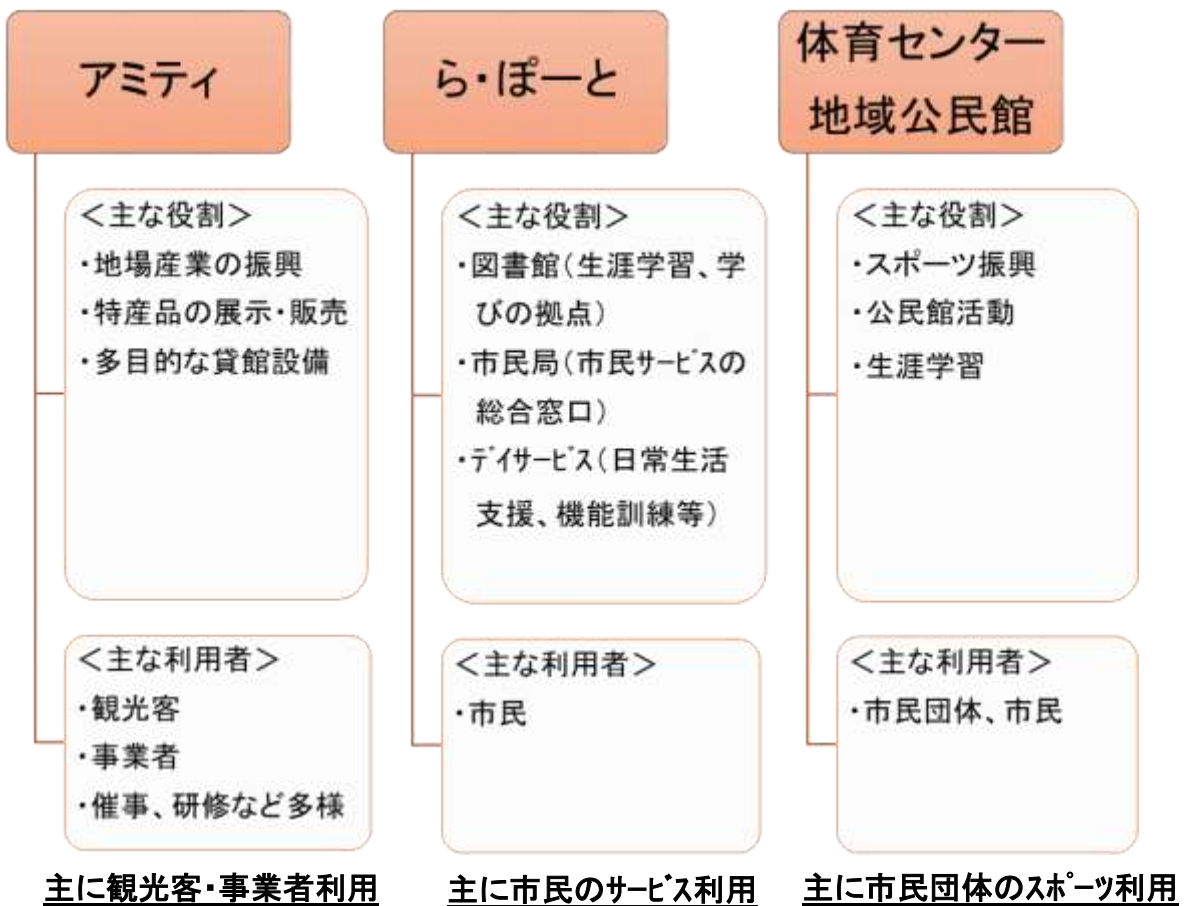 アミティ
<主な役割>
・地場産業の振興
・特産品の展示・販売
・多目的な貸館設備
<主な利用者>
・観光客
・事業者
・催事、研修など多様
主に観光客・事業者利用
ら・ぽーと
<主な役割>
・図書館(生涯学習、学
びの拠点)
・市民局(市民ｻｰﾋﾞｽの
総合窓口)
・ﾃﾞｲｻｰﾋﾞｽ(日常生活
支援、機能訓練等)
<主な利用者>
・市民
主に市民のｻｰﾋﾞｽ利用
体育センター
地域公民館
<主な役割>
・スポーツ振興
・公民館活動
・生涯学習
<主な利用者>
・市民団体、市民
主に市民団体のｽﾎﾟｰﾂ利用